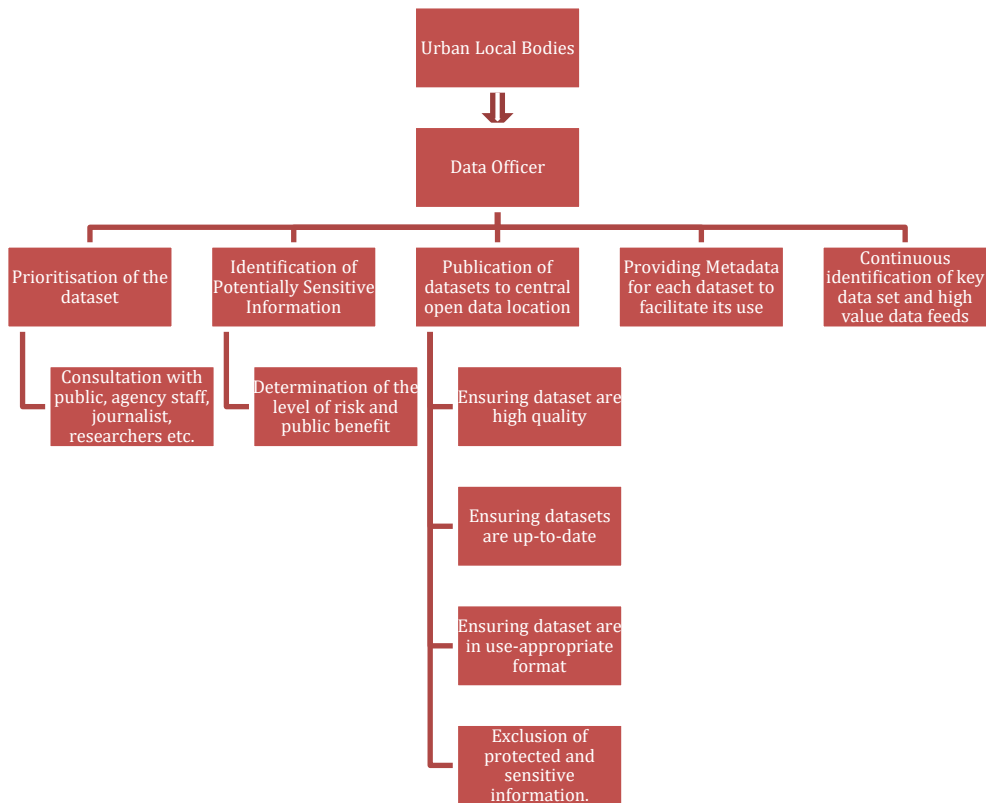 Urban Local Bodies
Data Officer
Prioritisation of the
dataset
Identification of
Potentially Sensitive
Information
Publication of
datasets to central
open data location
Providing Metadata
for each dataset to
facilitate its use
Continuous
identification of key
data set and high
value data feeds
Consultation with
public, agency staff,
journalist,
researchers etc.
Determination of the
level of risk and
public benefit
Ensuring dataset are
high quality
Ensuring datasets
are up-to-date
Ensuring dataset are
in use-appropriate
format
Exclusion of
protected and
sensitive
information.